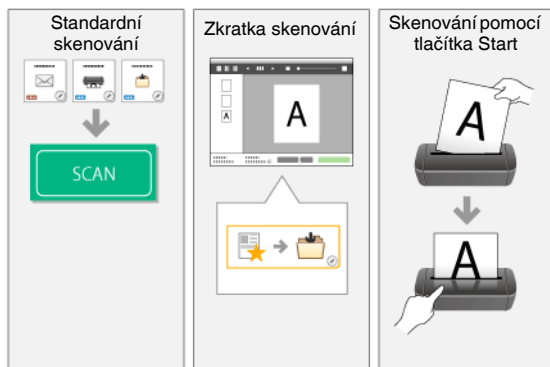 Standardní
skenování
SCAN
Zkratka skenování
A
A
Skenování pomocí
tlačítka Start
A
A